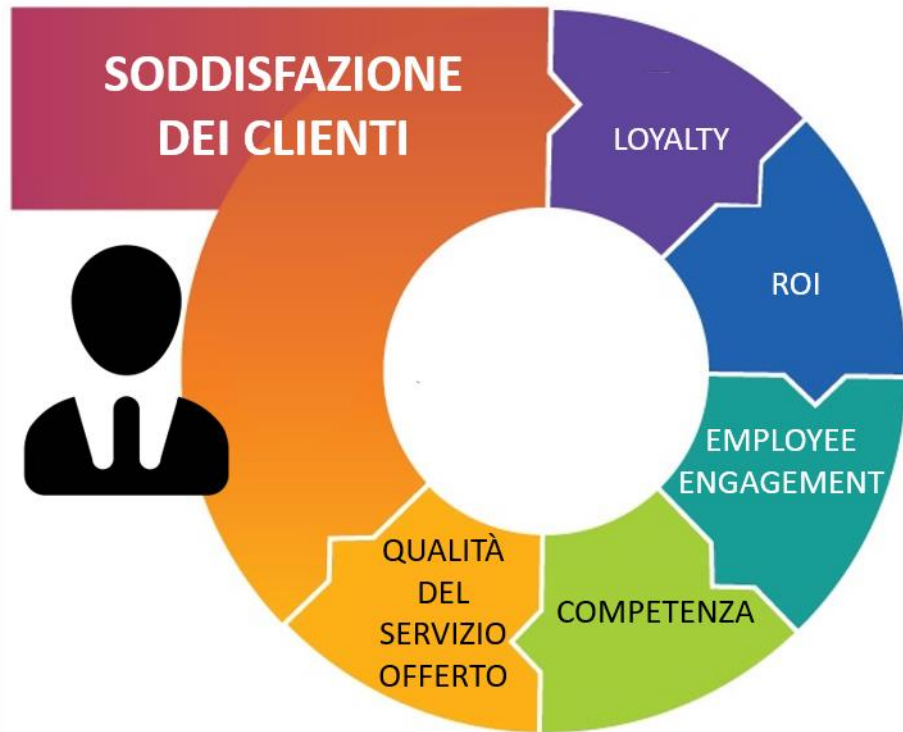 SODDISFAZIONE
DEI CLIENTI
LOYALTY
ROI
EMPLOYEE
ENGAGEMENT
COMPETENZA
QUALITÀ
DEL
SERVIZIO
OFFERTO